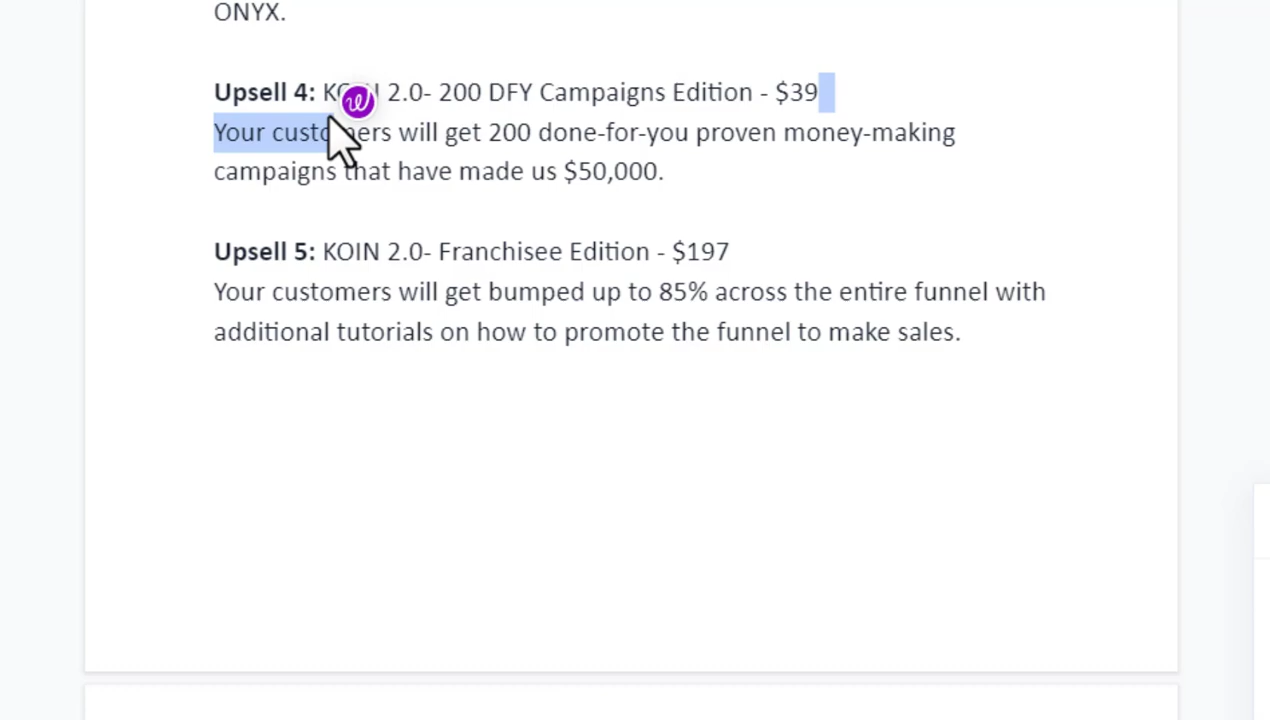 ONYX.
Upsell 4: KOIN 2.0- 200 DFY Campaigns Edition - $39
Your customers will get 200 done-for-you proven money-making
campaigns that have made us $50,000.
Upsell 5: KOIN 2.0- Franchisee Edition - $197
Your customers will get bumped up to 85% across the entire funnel with
additional tutorials on how to promote the funnel to make sales.